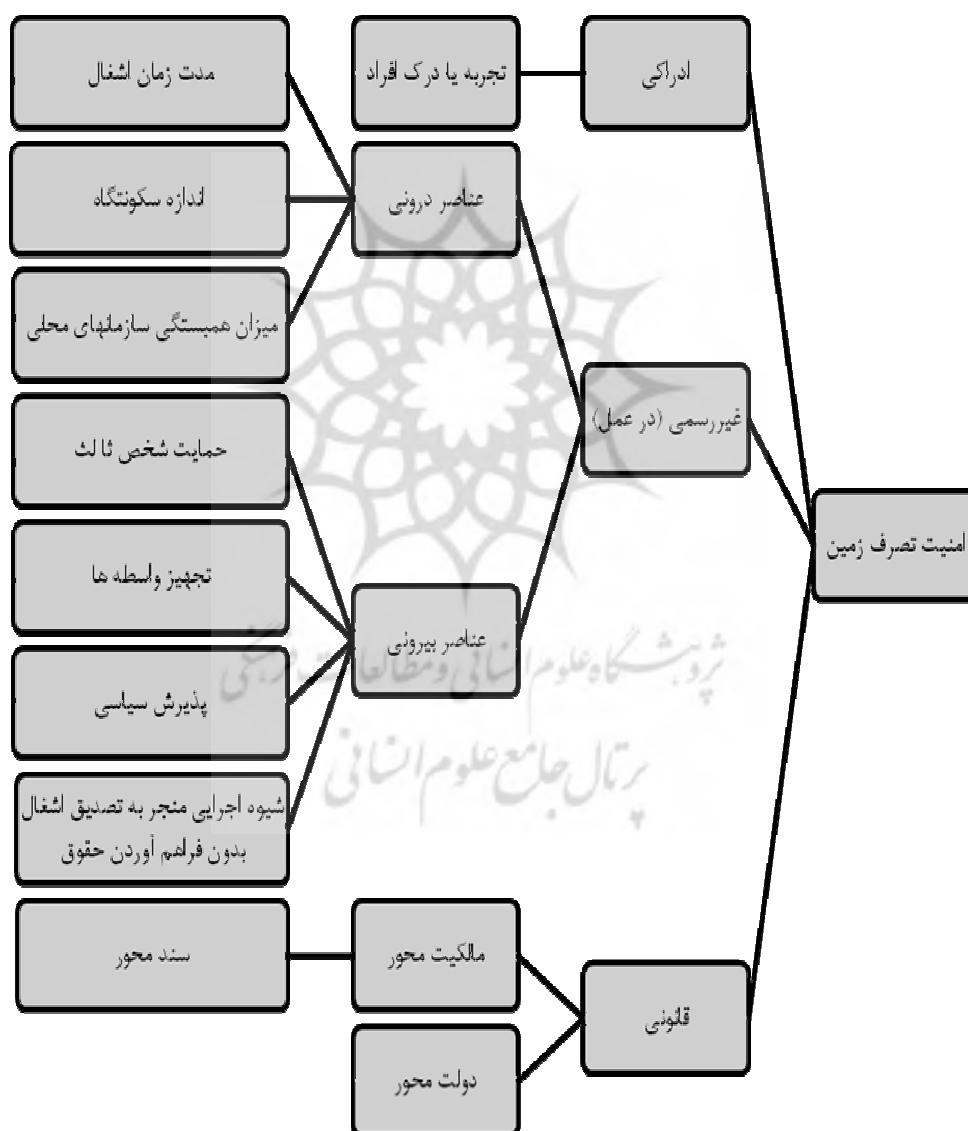 امنیت تصرف زمین
ادراکی
تجربه یا درک افراد
غیررسمی (در عمل)
عناصر درونی
مدت زمان اشغال
اندازه سکونتگاه
میزان همبستگی سازمانهای محلی
عناصر بیرونی
حمایت شخص ثالث
تجهیز واسطه ها
پذیرش سیاسی
شیوه اجرایی منجر به تصدیق اشغال
بدون فراهم آوردن حقوق
قانونی
مالکیت محور
سند محور
دولت محور
پژوهشگاه علوم انسانی و مطالعات فرهنگی
پرتال جامع علوم انسانی